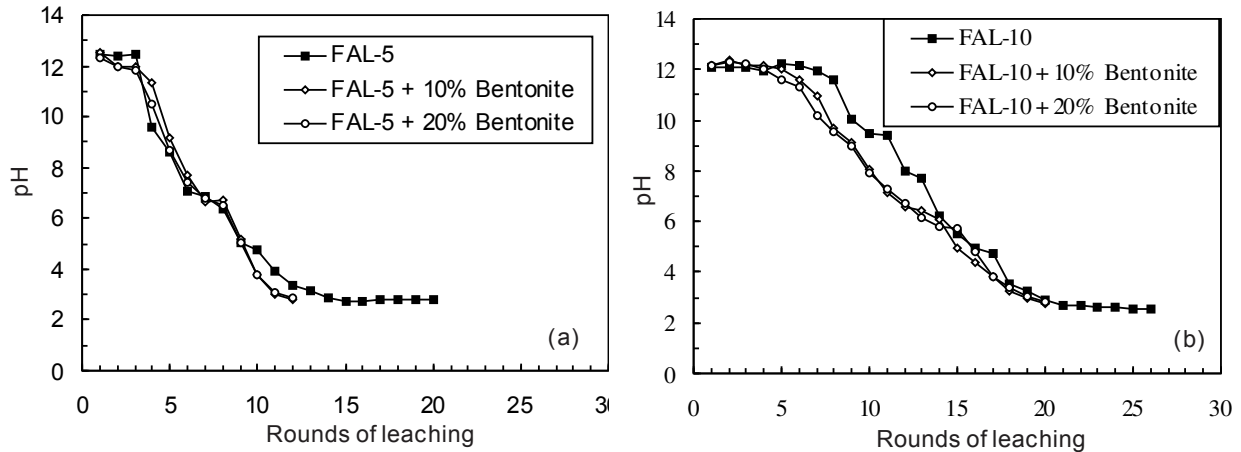 14
12
10
8
6
4
2
0
pH
FAL-5
FAL-5 + 10% Bentonite
FAL-5 + 20% Bentonite
(a)
0 5 10 15 20 25 3
Rounds of leaching
14
12
10
8
6
4
2
0
pH
FAL-10
FAL-10 + 10% Bentonite
FAL-10 + 20% Bentonite
(b)
0 5 10 15 20 25 30
Rounds of leaching